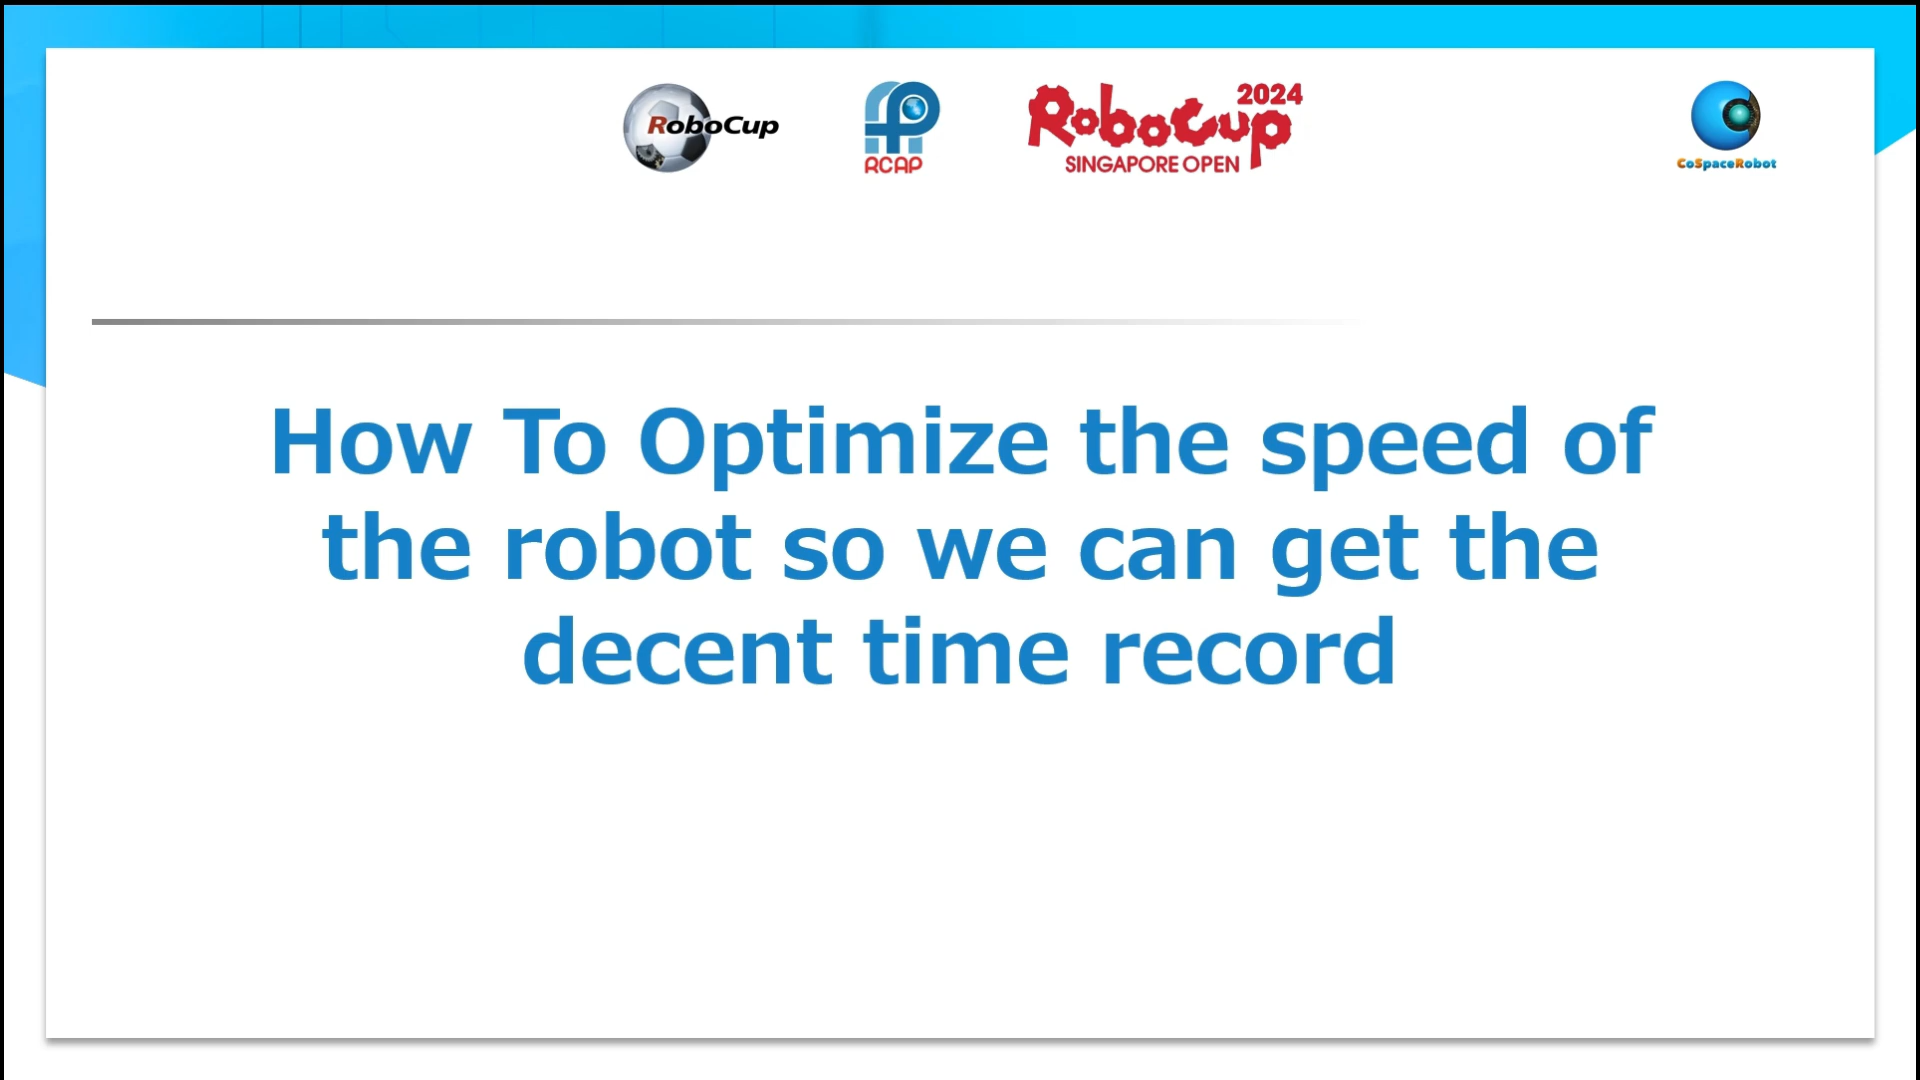 RoboCup
RCAP
RoboCup 2024
SINGAPORE OPEN
CoSpaceRobot
How To Optimize the speed of
the robot so we can get the
decent time record